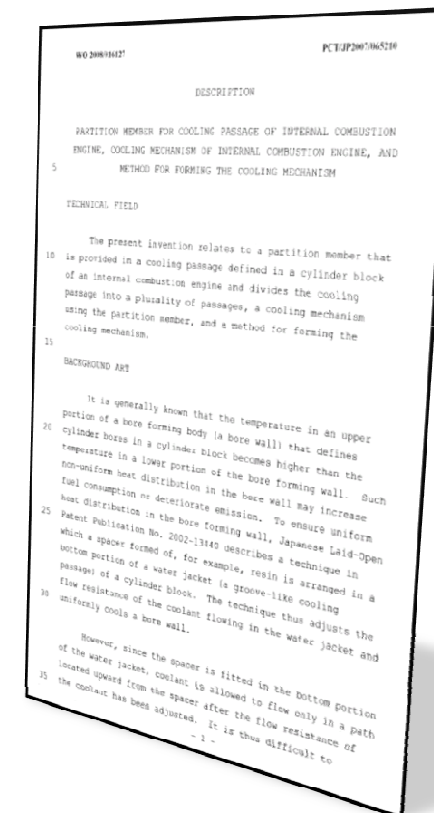 WO 2008/016127
PCT/JP2007/065210
DESCRIPTION
PARTITION MEMBER FOR COOLING PASSAGE OF INTERNAL COMBUSTION
ENGINE, COOLING MECHANISM OF INTERNAL COMBUSTION ENGINE, AND
5 METHOD FOR FORMING THE COOLING MECHANISM
TECHNICAL FIELD
The present invention relates to a partition member that
10 is provided in a cooling passage defined in a cylinder block
of an internal combustion engine and divides the cooling
passage into a plurality of passages, a cooling mechanism
using the partition member, and a method for forming the
cooling mechanism.
15
BACKGROUND ART
It is generally known that the temperature in an upper
portion of a bore forming body (a bore wall) that defines
20 cylinder bores in a cylinder block becomes higher than the
temperature in a lower portion of the bore forming wall. Such
non-uniform heat distribution in the bore wall may increase
fuel consumption or deteriorate emission. To ensure uniform
heat distribution in the bore forming wall, Japanese Laid-Open
25 Patent Publication No. 2002-13440 describes a technique in
which a spacer formed of, for example, resin is arranged in a
bottom portion of a water jacket (a groove-like cooling
passage) of a cylinder block. The technique thus adjusts the
flow resistance of the coolant flowing in the water jacket and
30 uniformly cools a bore wall.
However, since the spacer is fitted in the bottom portion
of the water jacket, coolant is allowed to flow only in a path
located upward from the spacer after the flow resistance of
35 the coolant has been adjusted. It is thus difficult to
- 1 -